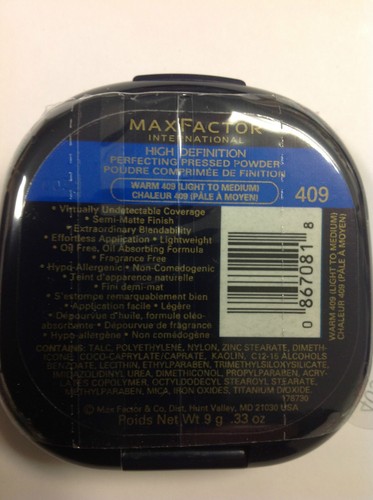 MAXFACTOR
INTERNATIONAL
HIGH DEFINITION
PERFECTING PRESSED POWDER
POUDRE COMPRIMÉE DE FINITION
WARM 409 (LIGHT TO MEDIUM)
CHALEUR 409 (PÂLE À MOYEN)
409
• Virtually Undetectable Coverage
• Semi-Matte Finish
• Extraordinary Blendability
• Effortless Application • Lightweight
• Oil Free, Oil Absorbing Formula
• Fragrance Free
• Hypo-Allergenic • Non-Comedogenic
• Teint d'apparence naturelle
• Fini demi-mat
• S'estompe remarquablement bien
• Application facile • Légère
• Dépourvue d'huile, formule oléo-
absorbante • Dépourvue de fragrance
• Hypo-allergène • Non comédogène
0 867081 8
WARM 409 (LIGHT TO MEDIUM)
CHALEUR 409 (PÂLE À MOYEN)
CONTAINS: TALC, POLYETHYLENE, NYLON, ZINC STEARATE, DIMETH-
ICONE, COCO-CAPRYLATE/CAPRATE, KAOLIN, C12-15 ALCOHOLS
BENZOATE, LECITHIN, ETHYLPARABEN, TRIMETHYLSILOXYSILICATE,
IMIDAZOLIDINYL UREA, DIMETHICONOL, PROPYLPARABEN, ACRY-
LATES COPOLYMER, OCTYLDODECYL STEAROYL STEARATE,
METHYLPARABEN, MICA, IRON OXIDES, TITANIUM DIOXIDE.
© Max Factor & Co. Dist. Hunt Valley, MD 21030 USA
Poids Net Wt 9 g .33 oz